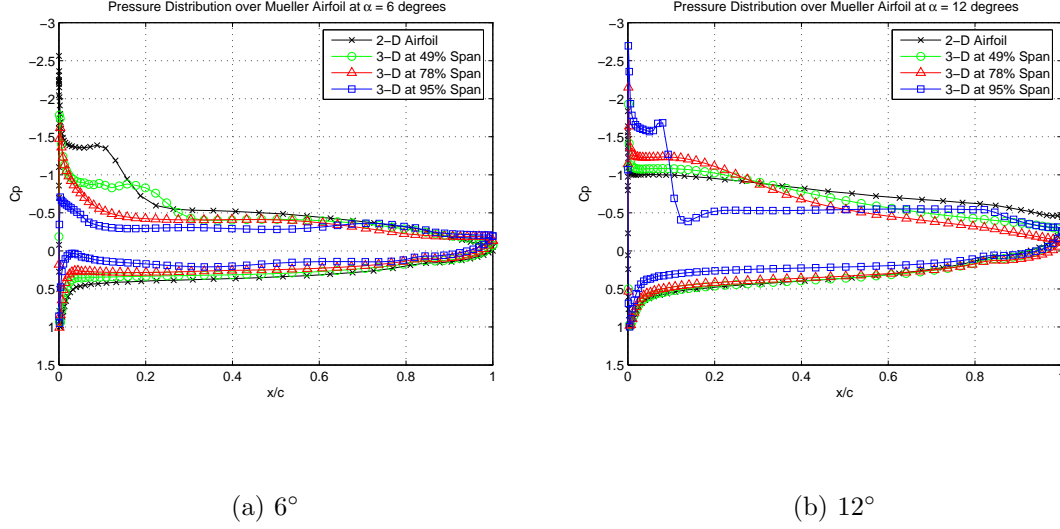 Pressure Distribution over Mueller Airfoil at α = 6 degrees
−3
−2.5
−2
−1.5
−1
−0.5
0
0.5
1
1.5
Cp
0
0.2
0.4
0.6
0.8
1
x/c
2−D Airfoil
3−D at 49% Span
3−D at 78% Span
3−D at 95% Span
(a) 6°
Pressure Distribution over Mueller Airfoil at α = 12 degrees
−3
−2.5
−2
−1.5
−1
−0.5
0
0.5
1
1.5
Cp
0
0.2
0.4
0.6
0.8
1
x/c
2−D Airfoil
3−D at 49% Span
3−D at 78% Span
3−D at 95% Span
(b) 12°